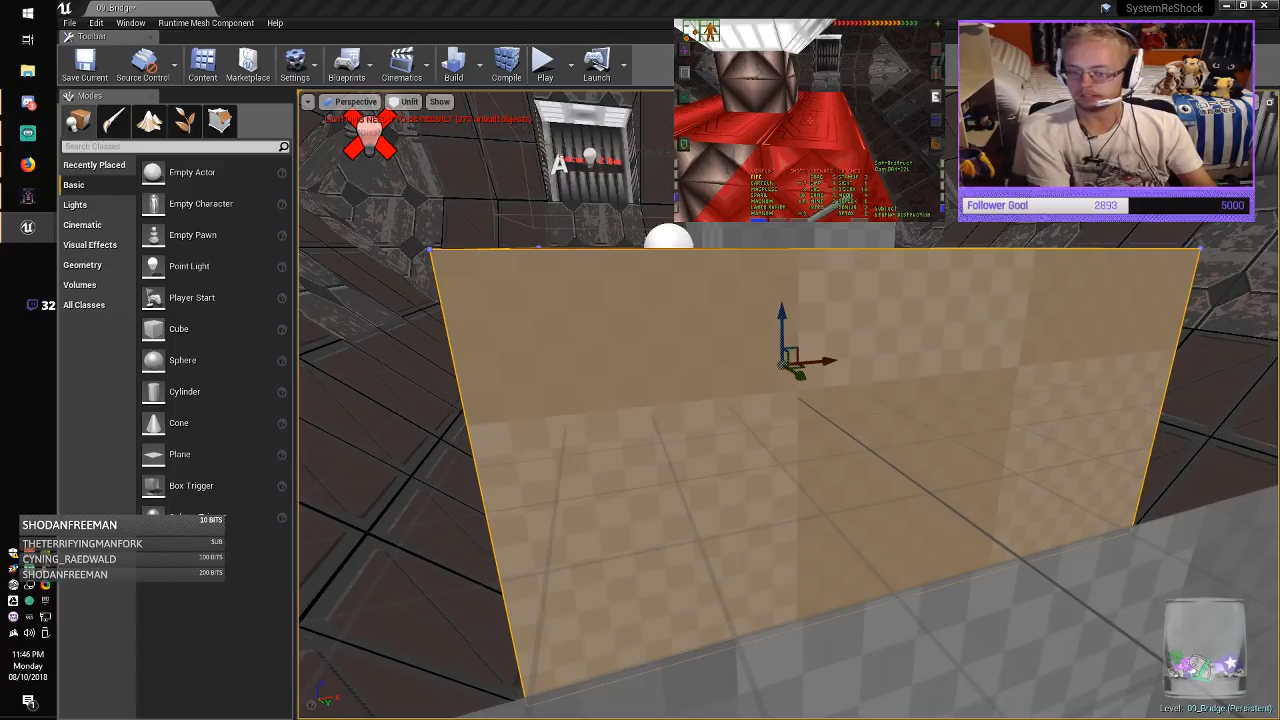 09_Bridge
SystemReShock
File Edit Window Runtime Mesh Component Help
Toolbar
Save Current Source Control Content Marketplace Settings Blueprints Cinematics Build Compile Play Launch
Modes
Perspective Unlit Show
Search Classes
Recently Placed
Basic
Lights
Cinematic
Visual Effects
Geometry
Volumes
All Classes
Empty Actor
Empty Character
Empty Pawn
Point Light
Player Start
Cube
Sphere
Cylinder
Cone
Plane
Box Trigger
A
Follower Goal 2893 5000
32
SHODANFREEMAN 10 BITS
THETERRIFYINGMANFORK SUB
CYNING_RAEDWALD 100 BITS
SHODANFREEMAN 200 BITS
11:46 PM
Monday
08/10/2018
Level: 09_Bridge (Persistent)